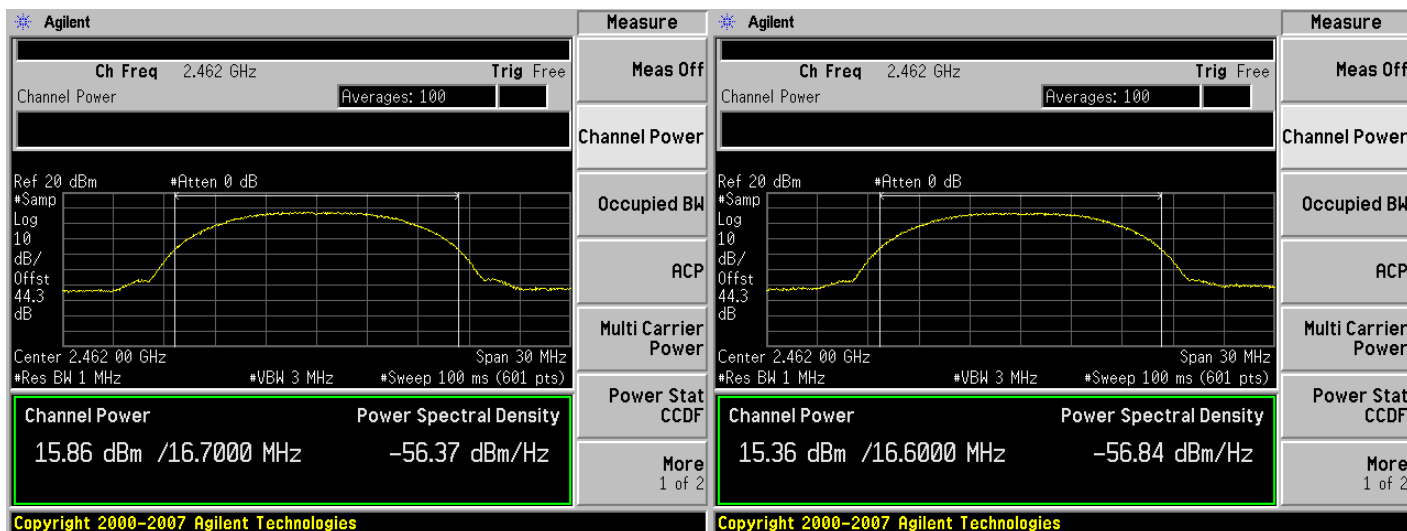 Agilent
Measure
Ch Freq 2.462 GHz Trig Free
Channel Power Averages: 100
Ref 20 dBm #Atten 0 dB
#Samp
Log
10
dB/
Offst
44.3
dB
Center 2.462 00 GHz Span 30 MHz
#Res BW 1 MHz #VBW 3 MHz #Sweep 100 ms (601 pts)
Channel Power Power Spectral Density
15.86 dBm /16.7000 MHz -56.37 dBm/Hz
Meas Off
Channel Power
Occupied BW
ACP
Multi Carrier
Power
Power Stat
CCDF
More
1 of 2
Copyright 2000-2007 Agilent Technologies
Agilent
Measure
Ch Freq 2.462 GHz Trig Free
Channel Power Averages: 100
Ref 20 dBm #Atten 0 dB
#Samp
Log
10
dB/
Offst
44.3
dB
Center 2.462 00 GHz Span 30 MHz
#Res BW 1 MHz #VBW 3 MHz #Sweep 100 ms (601 pts)
Channel Power Power Spectral Density
15.36 dBm /16.6000 MHz -56.84 dBm/Hz
Meas Off
Channel Power
Occupied BW
ACP
Multi Carrier
Power
Power Stat
CCDF
More
1 of 2
Copyright 2000-2007 Agilent Technologies